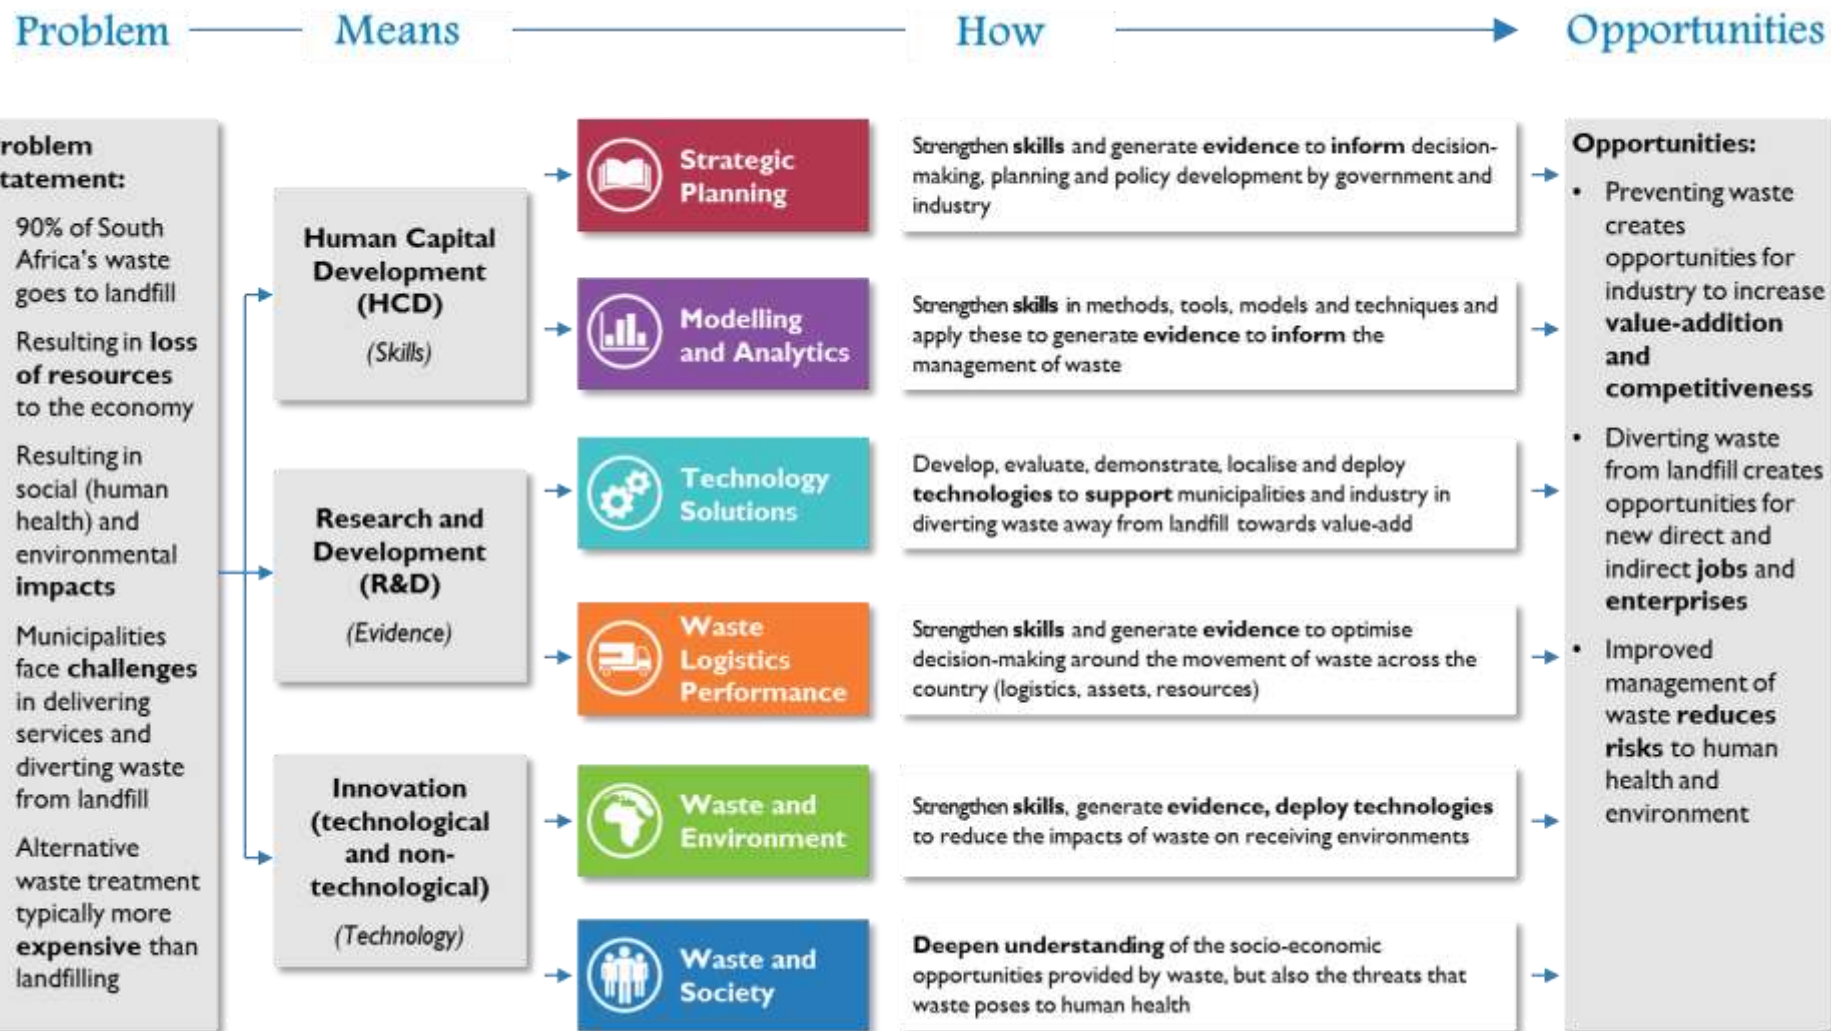 Problem
Means
How
Opportunities
roblem
tatement:
90% of South
Africa's waste
goes to landfill
Resulting in loss
of resources
to the economy
Resulting in
social (human
health) and
environmental
impacts
Municipalities
face challenges
in delivering
services and
diverting waste
from landfill
Alternative
waste treatment
typically more
expensive than
landfilling
Human Capital
Development
(HCD)
(Skills)
Research and
Development
(R&D)
(Evidence)
Innovation
(technological
and non-
technological)
(Technology)
Strategic
Planning
Strengthen skills and generate evidence to inform decision-
making, planning and policy development by government and
industry
Modelling
and Analytics
Strengthen skills in methods, tools, models and techniques and
apply these to generate evidence to inform the
management of waste
Technology
Solutions
Develop, evaluate, demonstrate, localise and deploy
technologies to support municipalities and industry in
diverting waste away from landfill towards value-add
Waste
Logistics
Performance
Strengthen skills and generate evidence to optimise
decision-making around the movement of waste across the
country (logistics, assets, resources)
Waste and
Environment
Strengthen skills, generate evidence, deploy technologies
to reduce the impacts of waste on receiving environments
Waste and
Society
Deepen understanding of the socio-economic
opportunities provided by waste, but also the threats that
waste poses to human health
Opportunities:
• Preventing waste
creates
opportunities for
industry to increase
value-addition
and
competitiveness
• Diverting waste
from landfill creates
opportunities for
new direct and
indirect jobs and
enterprises
• Improved
management of
waste reduces
risks to human
health and
environment